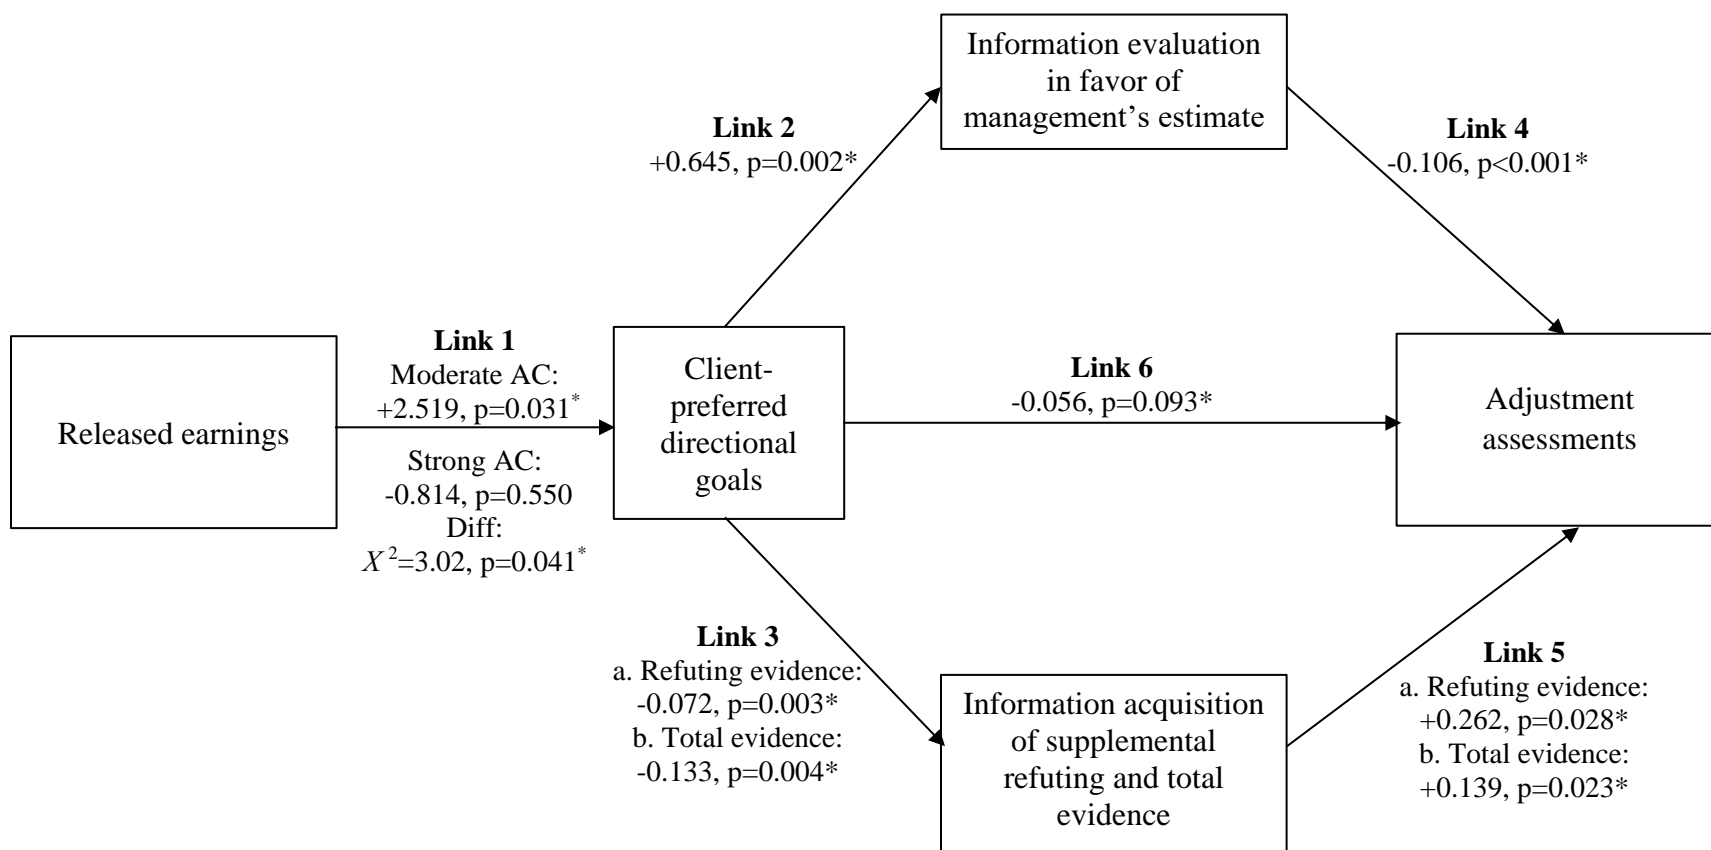 Information evaluation
in favor of
management’s estimate
Link 2
+0.645, p=0.002*
Link 4
-0.106, p<0.001*
Released earnings
Link 1
Moderate AC:
+2.519, p=0.031*
Strong AC:
-0.814, p=0.550
Diff:
X²=3.02, p=0.041*
Client-
preferred
directional
goals
Link 6
-0.056, p=0.093*
Adjustment
assessments
Link 3
a. Refuting evidence:
-0.072, p=0.003*
b. Total evidence:
-0.133, p=0.004*
Information acquisition
of supplemental
refuting and total
evidence
Link 5
a. Refuting evidence:
+0.262, p=0.028*
b. Total evidence:
+0.139, p=0.023*